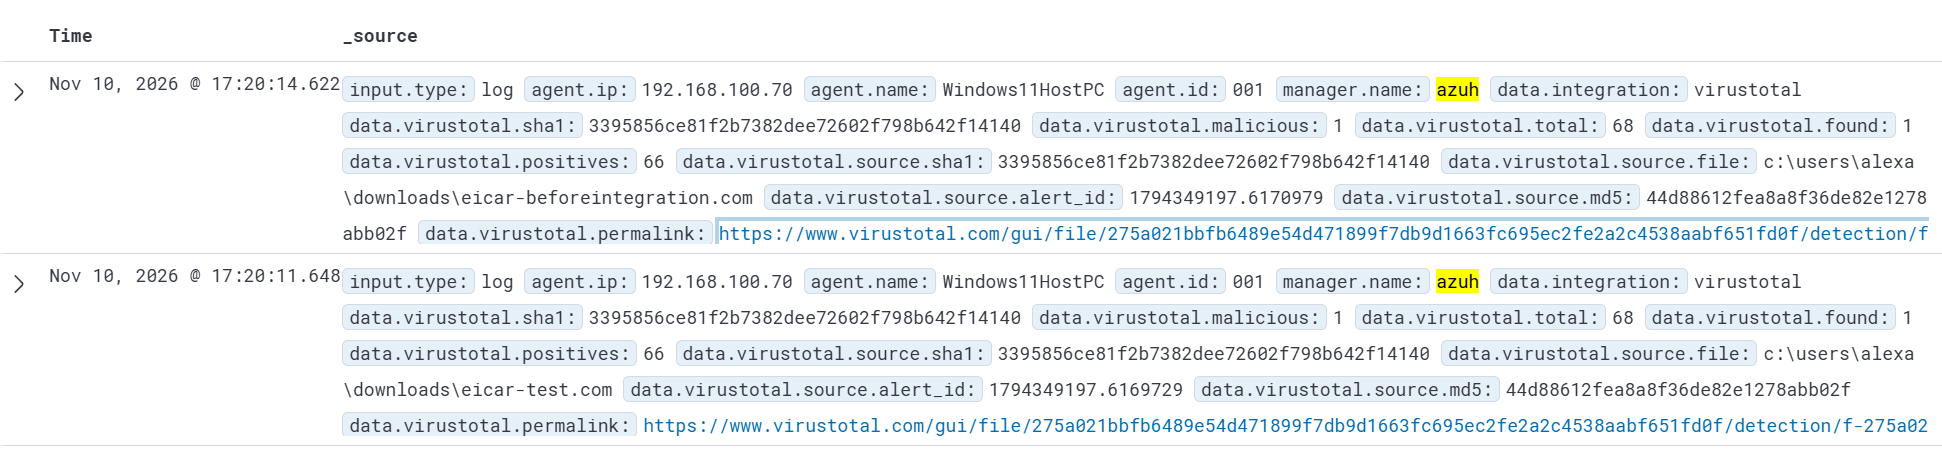 Time _source
Nov 10, 2026 @ 17:20:14.622 input.type: log agent.ip: 192.168.100.70 agent.name: Windows11HostPC agent.id: 001 manager.name: azuh data.integration: virustotal
data.virustotal.sha1: 3395856ce81f2b7382dee72602f798b642f14140 data.virustotal.malicious: 1 data.virustotal.total: 68 data.virustotal.found: 1
data.virustotal.positives: 66 data.virustotal.source.sha1: 3395856ce81f2b7382dee72602f798b642f14140 data.virustotal.source.file: c:\users\alexa
\downloads\eicar-beforeintegration.com data.virustotal.source.alert_id: 1794349197.6170979 data.virustotal.source.md5: 44d88612fea8a8f36de82e1278
abb02f data.virustotal.permalink: https://www.virustotal.com/gui/file/275a021bbfb6489e54d471899f7db9d1663fc695ec2fe2a2c4538aabf651fd0f/detection/f
Nov 10, 2026 @ 17:20:11.648 input.type: log agent.ip: 192.168.100.70 agent.name: Windows11HostPC agent.id: 001 manager.name: azuh data.integration: virustotal
data.virustotal.sha1: 3395856ce81f2b7382dee72602f798b642f14140 data.virustotal.malicious: 1 data.virustotal.total: 68 data.virustotal.found: 1
data.virustotal.positives: 66 data.virustotal.source.sha1: 3395856ce81f2b7382dee72602f798b642f14140 data.virustotal.source.file: c:\users\alexa
\downloads\eicar-test.com data.virustotal.source.alert_id: 1794349197.6169729 data.virustotal.source.md5: 44d88612fea8a8f36de82e1278abb02f
data.virustotal.permalink: https://www.virustotal.com/gui/file/275a021bbfb6489e54d471899f7db9d1663fc695ec2fe2a2c4538aabf651fd0f/detection/f-275a02